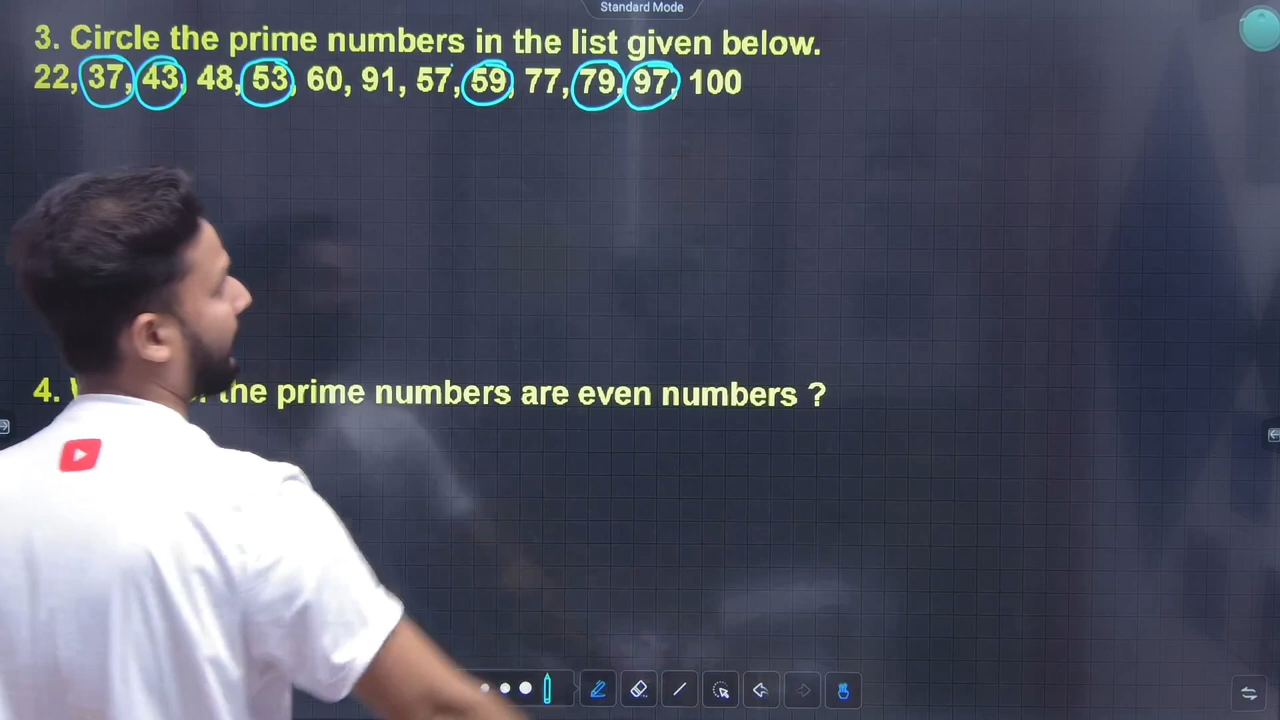 Standard Mode
3. Circle the prime numbers in the list given below.
22, 37, 43, 48, 53, 60, 91, 57, 59, 77, 79, 97, 100
4. the prime numbers are even numbers ?